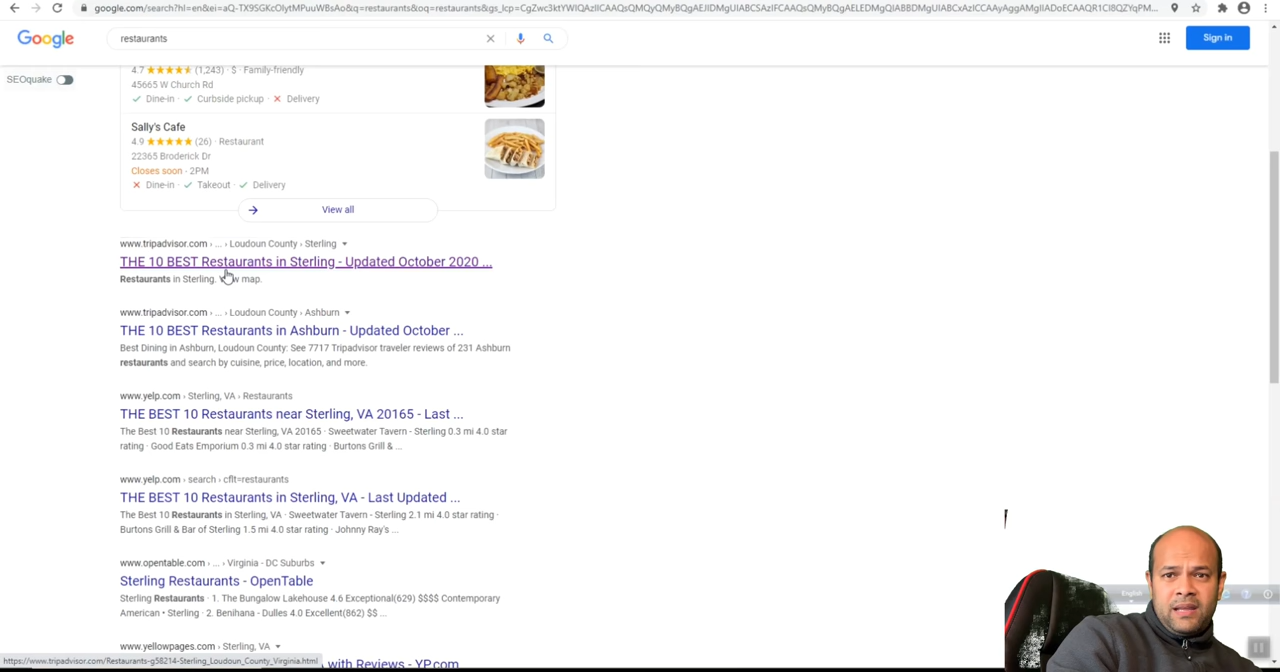 google.com/search?hl=en&ei=aQ-TX9SGKcOIytMPuuWBsAo&q=restaurants&oq=restaurants&gs_lcp=
Google
restaurants
Sign in
SEOquake
4.7 (1,243) · $ · Family-friendly
45665 W Church Rd
Dine-in · Curbside pickup · Delivery
Sally's Cafe
4.9 (26) · Restaurant
22365 Broderick Dr
Closes soon · 2PM
Dine-in · Takeout · Delivery
View all
www.tripadvisor.com › ... › Loudoun County › Sterling
THE 10 BEST Restaurants in Sterling - Updated October 2020 ...
Restaurants in Sterling. map.
www.tripadvisor.com › ... › Loudoun County › Ashburn
THE 10 BEST Restaurants in Ashburn - Updated October ...
Best Dining in Ashburn, Loudoun County: See 7717 Tripadvisor traveler reviews of 231 Ashburn
restaurants and search by cuisine, price, location, and more.
www.yelp.com › Sterling, VA › Restaurants
THE BEST 10 Restaurants near Sterling, VA 20165 - Last ...
The Best 10 Restaurants near Sterling, VA 20165 · Sweetwater Tavern - Sterling 0.3 mi 4.0 star
rating · Good Eats Emporium 0.3 mi 4.0 star rating · Burtons Grill & ...
www.yelp.com › search › cflt=restaurants
THE BEST 10 Restaurants in Sterling, VA - Last Updated ...
The Best 10 Restaurants in Sterling, VA · Sweetwater Tavern - Sterling 2.1 mi 4.0 star rating ·
Burtons Grill & Bar of Sterling 1.5 mi 4.0 star rating · Johnny Ray's ...
www.opentable.com › ... › Virginia - DC Suburbs
Sterling Restaurants - OpenTable
Sterling Restaurants · 1. The Bungalow Lakehouse 4.6 Exceptional(629) $$$$ Contemporary
American • Sterling · 2. Benihana - Dulles 4.0 Excellent(862) $$ ...
www.yellowpages.com › Sterling, VA
English
https://www.tripadvisor.com/Restaurants-g58214-Sterling_Loudoun_County_Virginia.html
with Reviews - YP.com